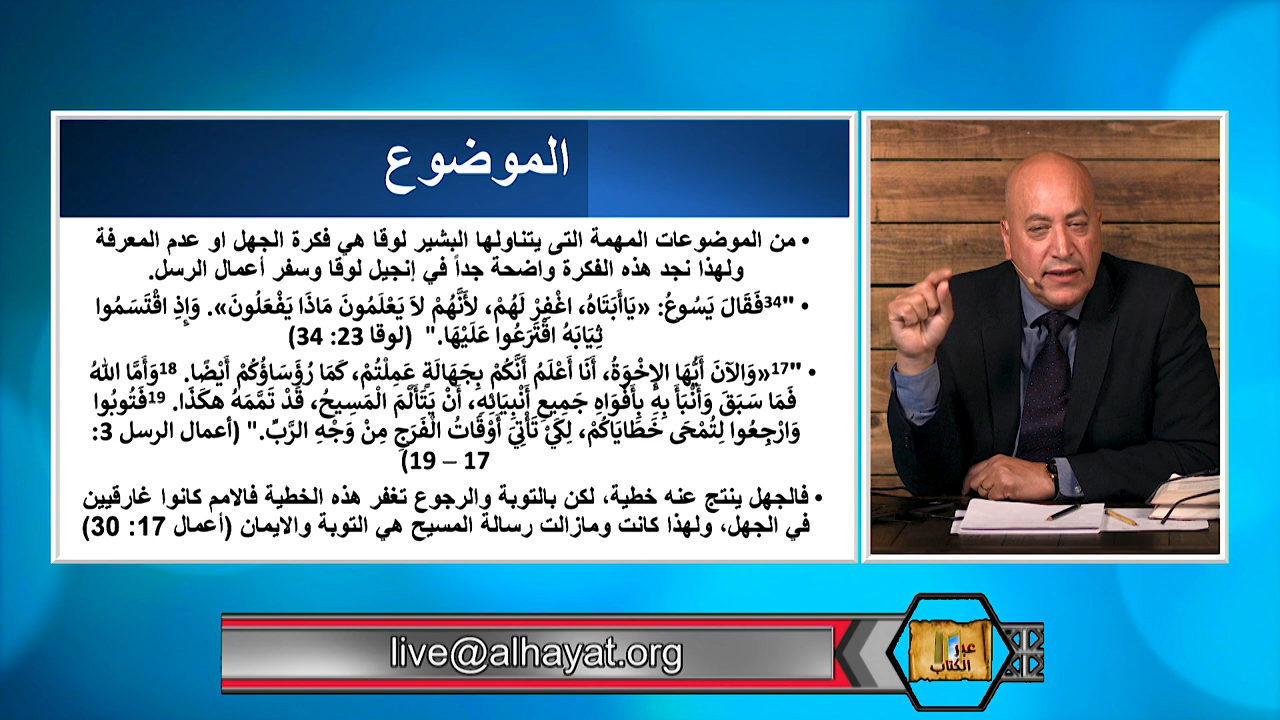 الموضوع
• من الموضوعات المهمة التى يتناولها البشير لوقا هي فكرة الجهل او عدم المعرفة
ولهذا نجد هذه الفكرة واضحة جداً في إنجيل لوقا وسفر أعمال الرسل.
• "34فَقَالَ يَسُوعُ: «يَاأَبَتَاهُ، اغْفِرْ لَهُمْ، لأَنَّهُمْ لاَ يَعْلَمُونَ مَاذَا يَفْعَلُونَ». وَإِذِ اقْتَسَمُوا
ثِيَابَهُ اقْتَرَعُوا عَلَيْهَا." (لوقا 23: 34)
• "17«وَالآنَ أَيُّهَا الإِخْوَةُ، أَنَا أَعْلَمُ أَنَّكُمْ بِجَهَالَةٍ عَمِلْتُمْ، كَمَا رُؤَسَاؤُكُمْ أَيْضًا. 18وَأَمَّا اللهُ
فَمَا سَبَقَ وَأَنْبَأَ بِهِ بِأَفْوَاهِ جَمِيعِ أَنْبِيَائِهِ، أَنْ يَتَأَلَّمَ الْمَسِيحُ، قَدْ تَمَّمَهُ هكَذَا. 19فَتُوبُوا
وَارْجِعُوا لِتُمْحَى خَطَايَاكُمْ، لِكَيْ تَأْتِيَ أَوْقَاتُ الْفَرَجِ مِنْ وَجْهِ الرَّبِّ." (أعمال الرسل 3:
17 – 19)
• فالجهل ينتج عنه خطية، لكن بالتوبة والرجوع تغفر هذه الخطية فالامم كانوا غارقيين
في الجهل، ولهذا كانت ومازالت رسالة المسيح هي التوبة والايمان (أعمال 17: 30)
live@alhayat.org
عبر
الكتاب